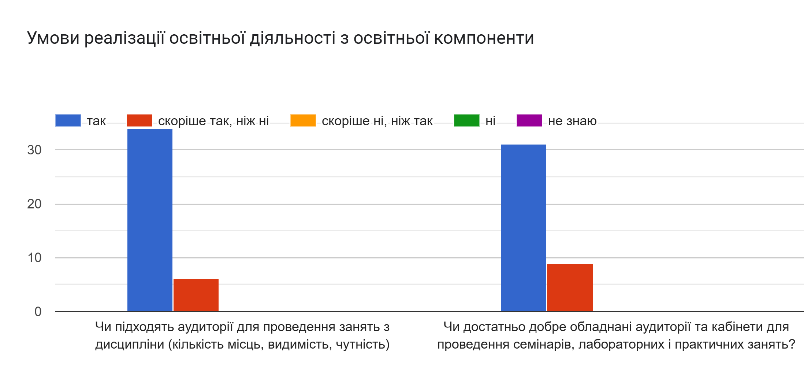 Умови реалізації освітньої діяльності з освітньої компоненти
так скоріше так, ніж ні скоріше ні, ніж так ні не знаю
30
20
10
0
Чи підходять аудиторії для проведення занять з
дисципліни (кількість місць, видимість, чутність)
Чи достатньо добре обладнані аудиторії та кабінети для
проведення семінарів, лабораторних і практичних занять?